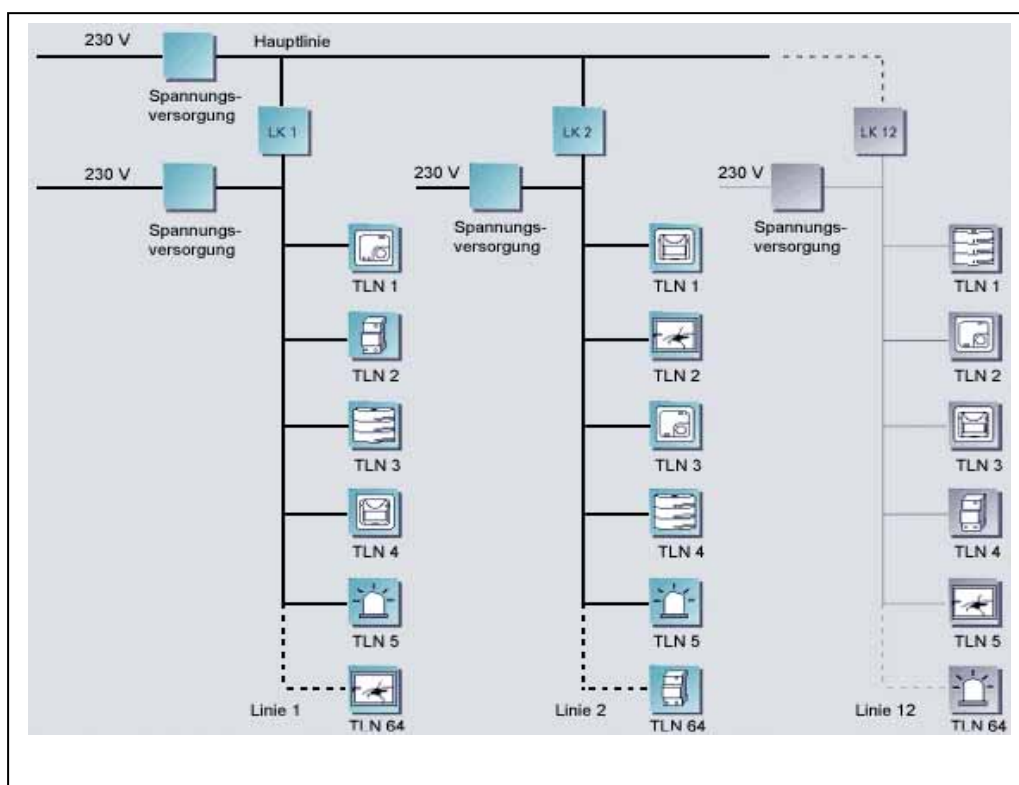 230 V
Hauptlinie
Spannungs-
versorgung
LK 1
LK 2
LK 12
230 V
230 V
230 V
Spannungs-
versorgung
Spannungs-
versorgung
Spannungs-
versorgung
TLN 1
TLN 1
TLN 1
TLN 2
TLN 2
TLN 2
TLN 3
TLN 3
TLN 3
TLN 4
TLN 4
TLN 4
TLN 5
TLN 5
TLN 5
Linie 1
TLN 64
Linie 2
TLN 64
Linie 12
TLN 64